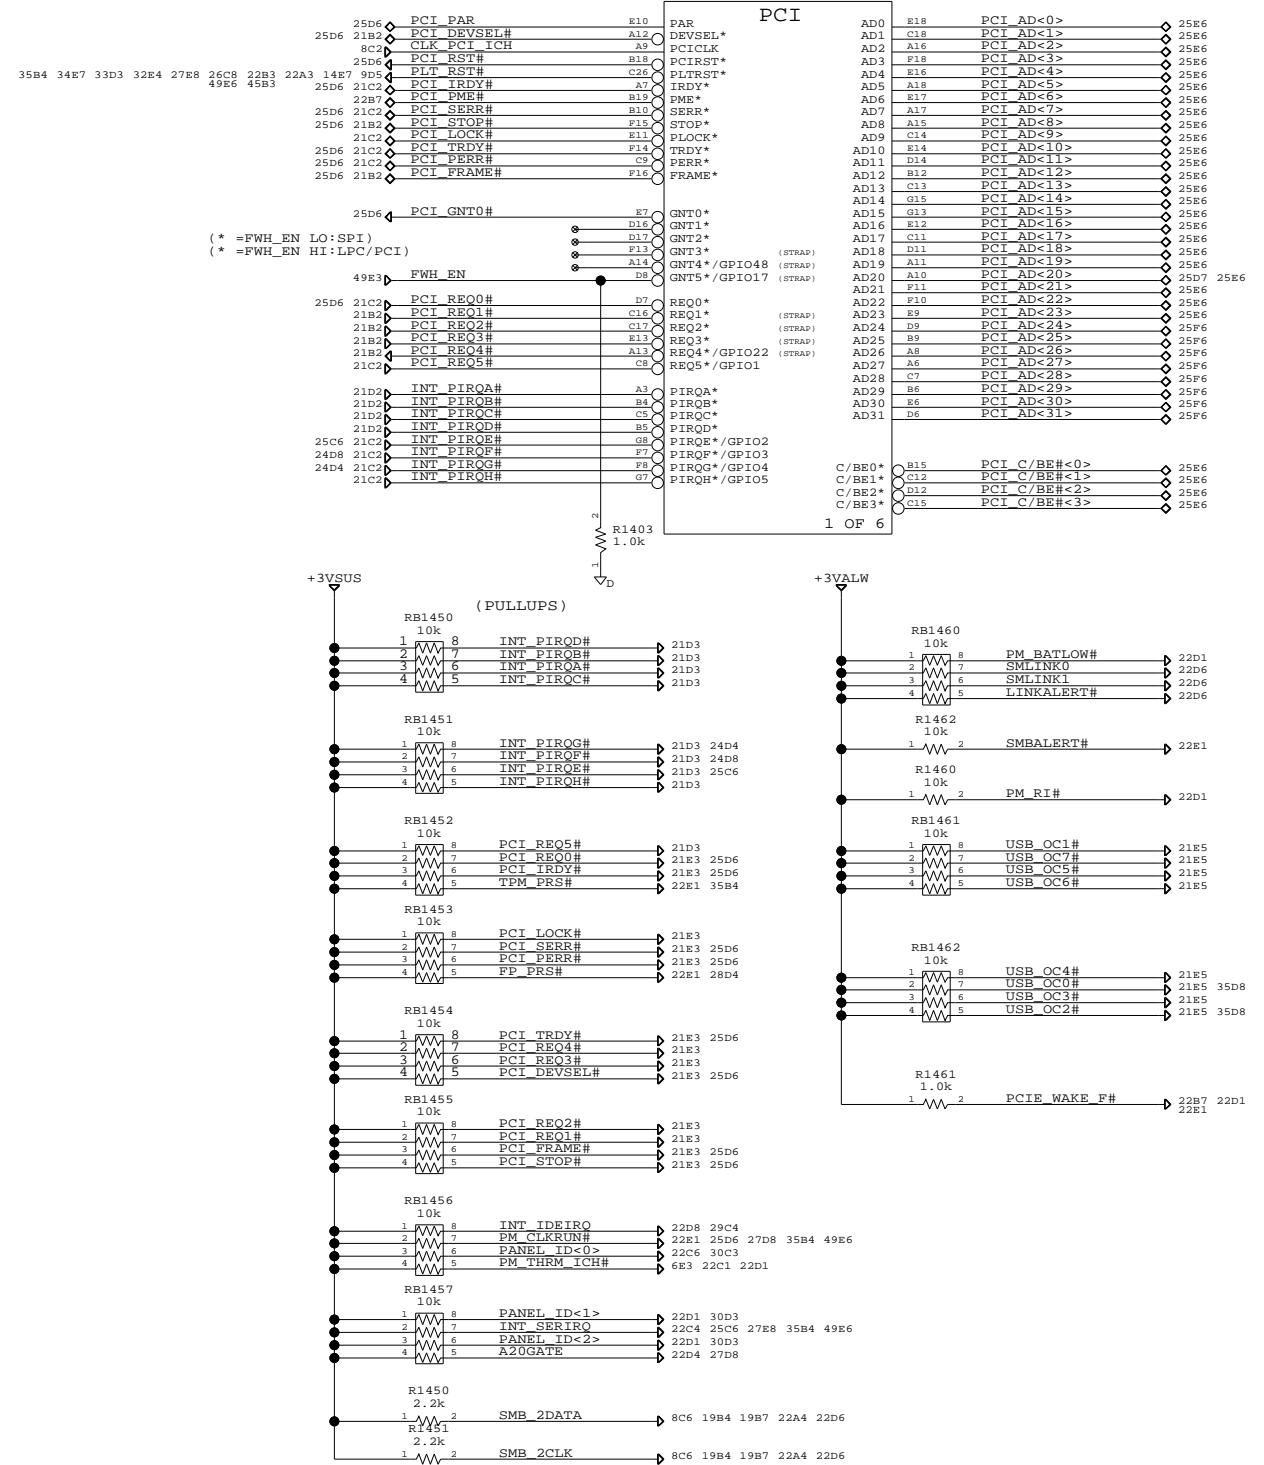 PCI
25D6 PCI_PAR E10 PAR AD0 E18 PCI_AD<0> 25E6
25D6 21B2 PCI_DEVSEL# A12 DEVSEL* AD1 C18 PCI_AD<1> 25E6
8C2 CLK_PCI_ICH A9 PCICLK AD2 A16 PCI_AD<2> 25E6
25D6 PCI_RST# B18 PCIRST* AD3 F18 PCI_AD<3> 25E6
35B4 34E7 33D3 32E4 27E8 26C8 22B3 22A3 14E7 9D5 PLT_RST# C26 PLTRST* AD4 E16 PCI_AD<4> 25E6
49E6 45B3
25D6 21C2 PCI_IRDY# A7 IRDY* AD5 A18 PCI_AD<5> 25E6
22B7 PCI_PME# B19 PME* AD6 E17 PCI_AD<6> 25E6
25D6 21C2 PCI_SERR# B10 SERR* AD7 A17 PCI_AD<7> 25E6
25D6 21B2 PCI_STOP# F15 STOP* AD8 A15 PCI_AD<8> 25E6
21C2 PCI_LOCK# E11 PLOCK* AD9 C14 PCI_AD<9> 25E6
25D6 21C2 PCI_TRDY# F14 TRDY* AD10 E14 PCI_AD<10> 25E6
25D6 21C2 PCI_PERR# C9 PERR* AD11 D14 PCI_AD<11> 25E6
25D6 21B2 PCI_FRAME# F16 FRAME* AD12 B12 PCI_AD<12> 25E6
AD13 C13 PCI_AD<13> 25E6
AD14 G15 PCI_AD<14> 25E6
25D6 PCI_GNT0# E7 GNT0* AD15 G13 PCI_AD<15> 25E6
D16 GNT1* AD16 E12 PCI_AD<16> 25E6
(* =FWH_EN LO:SPI) D17 GNT2* AD17 C11 PCI_AD<17> 25E6
(* =FWH_EN HI:LPC/PCI) F13 GNT3* (STRAP) AD18 D11 PCI_AD<18> 25E6
A14 GNT4*/GPIO48 (STRAP) AD19 A11 PCI_AD<19> 25E6
49E3 FWH_EN D8 GNT5*/GPIO17 (STRAP) AD20 A10 PCI_AD<20> 25D7 25E6
AD21 F11 PCI_AD<21> 25E6
25D6 21C2 PCI_REQ0# D7 REQ0* AD22 F10 PCI_AD<22> 25E6
21B2 PCI_REQ1# C16 REQ1* (STRAP) AD23 E9 PCI_AD<23> 25E6
21B2 PCI_REQ2# C17 REQ2* (STRAP) AD24 D9 PCI_AD<24> 25F6
21B2 PCI_REQ3# E13 REQ3* (STRAP) AD25 B9 PCI_AD<25> 25F6
21B2 PCI_REQ4# A13 REQ4*/GPIO22 (STRAP) AD26 A8 PCI_AD<26> 25F6
21C2 PCI_REQ5# C8 REQ5*/GPIO1 AD27 A6 PCI_AD<27> 25F6
AD28 C7 PCI_AD<28> 25F6
21D2 INT_PIRQA# A3 PIRQA* AD29 B6 PCI_AD<29> 25F6
21D2 INT_PIRQB# B4 PIRQB* AD30 E6 PCI_AD<30> 25F6
21D2 INT_PIRQC# C5 PIRQC* AD31 D6 PCI_AD<31> 25F6
21D2 INT_PIRQD# B5 PIRQD*
25C6 21C2 INT_PIRQE# G8 PIRQE*/GPIO2
24D8 21C2 INT_PIRQF# F7 PIRQF*/GPIO3
24D4 21C2 INT_PIRQG# F8 PIRQG*/GPIO4 C/BE0* B15 PCI_C/BE#<0> 25E6
21C2 INT_PIRQH# G7 PIRQH*/GPIO5 C/BE1* C12 PCI_C/BE#<1> 25E6
C/BE2* D12 PCI_C/BE#<2> 25E6
C/BE3* C15 PCI_C/BE#<3> 25E6
1 OF 6
2
R1403
1.0k
1
D
+3VSUS
(PULLUPS)
RB1450
10k
1 8 INT_PIRQD# 21D3
2 7 INT_PIRQB# 21D3
3 6 INT_PIRQA# 21D3
4 5 INT_PIRQC# 21D3
RB1451
10k
1 8 INT_PIRQG# 21D3 24D4
2 7 INT_PIRQF# 21D3 24D8
3 6 INT_PIRQE# 21D3 25C6
4 5 INT_PIRQH# 21D3
RB1452
10k
1 8 PCI_REQ5# 21D3
2 7 PCI_REQ0# 21E3 25D6
3 6 PCI_IRDY# 21E3 25D6
4 5 TPM_PRS# 22E1 35B4
RB1453
10k
1 8 PCI_LOCK# 21E3
2 7 PCI_SERR# 21E3 25D6
3 6 PCI_PERR# 21E3 25D6
4 5 FP_PRS# 22E1 28D4
RB1454
10k
1 8 PCI_TRDY# 21E3 25D6
2 7 PCI_REQ4# 21E3
3 6 PCI_REQ3# 21E3
4 5 PCI_DEVSEL# 21E3 25D6
RB1455
10k
1 8 PCI_REQ2# 21E3
2 7 PCI_REQ1# 21E3
3 6 PCI_FRAME# 21E3 25D6
4 5 PCI_STOP# 21E3 25D6
RB1456
10k
1 8 INT_IDEIRQ 22D8 29C4
2 7 PM_CLKRUN# 22E1 25D6 27D8 35B4 49E6
3 6 PANEL_ID<0> 22C6 30C3
4 5 PM_THRM_ICH# 6E3 22C1 22D1
RB1457
10k
1 8 PANEL_ID<1> 22D1 30D3
2 7 INT_SERIRQ 22C4 25C6 27E8 35B4 49E6
3 6 PANEL_ID<2> 22D1 30D3
4 5 A20GATE 22D4 27D8
R1450
2.2k
1 2 SMB_2DATA 8C6 19B4 19B7 22A4 22D6
R1451
2.2k
1 2 SMB_2CLK 8C6 19B4 19B7 22A4 22D6
+3VALW
RB1460
10k
1 8 PM_BATLOW# 22D1
2 7 SMLINK0 22D6
3 6 SMLINK1 22D6
4 5 LINKALERT# 22D6
R1462
10k
1 2 SMBALERT# 22E1
R1460
10k
1 2 PM_RI# 22D1
RB1461
10k
1 8 USB_OC1# 21E5
2 7 USB_OC7# 21E5
3 6 USB_OC5# 21E5
4 5 USB_OC6# 21E5
RB1462
10k
1 8 USB_OC4# 21E5
2 7 USB_OC0# 21E5 35D8
3 6 USB_OC3# 21E5
4 5 USB_OC2# 21E5 35D8
R1461
1.0k
1 2 PCIE_WAKE_F# 22B7 22D1
22E1